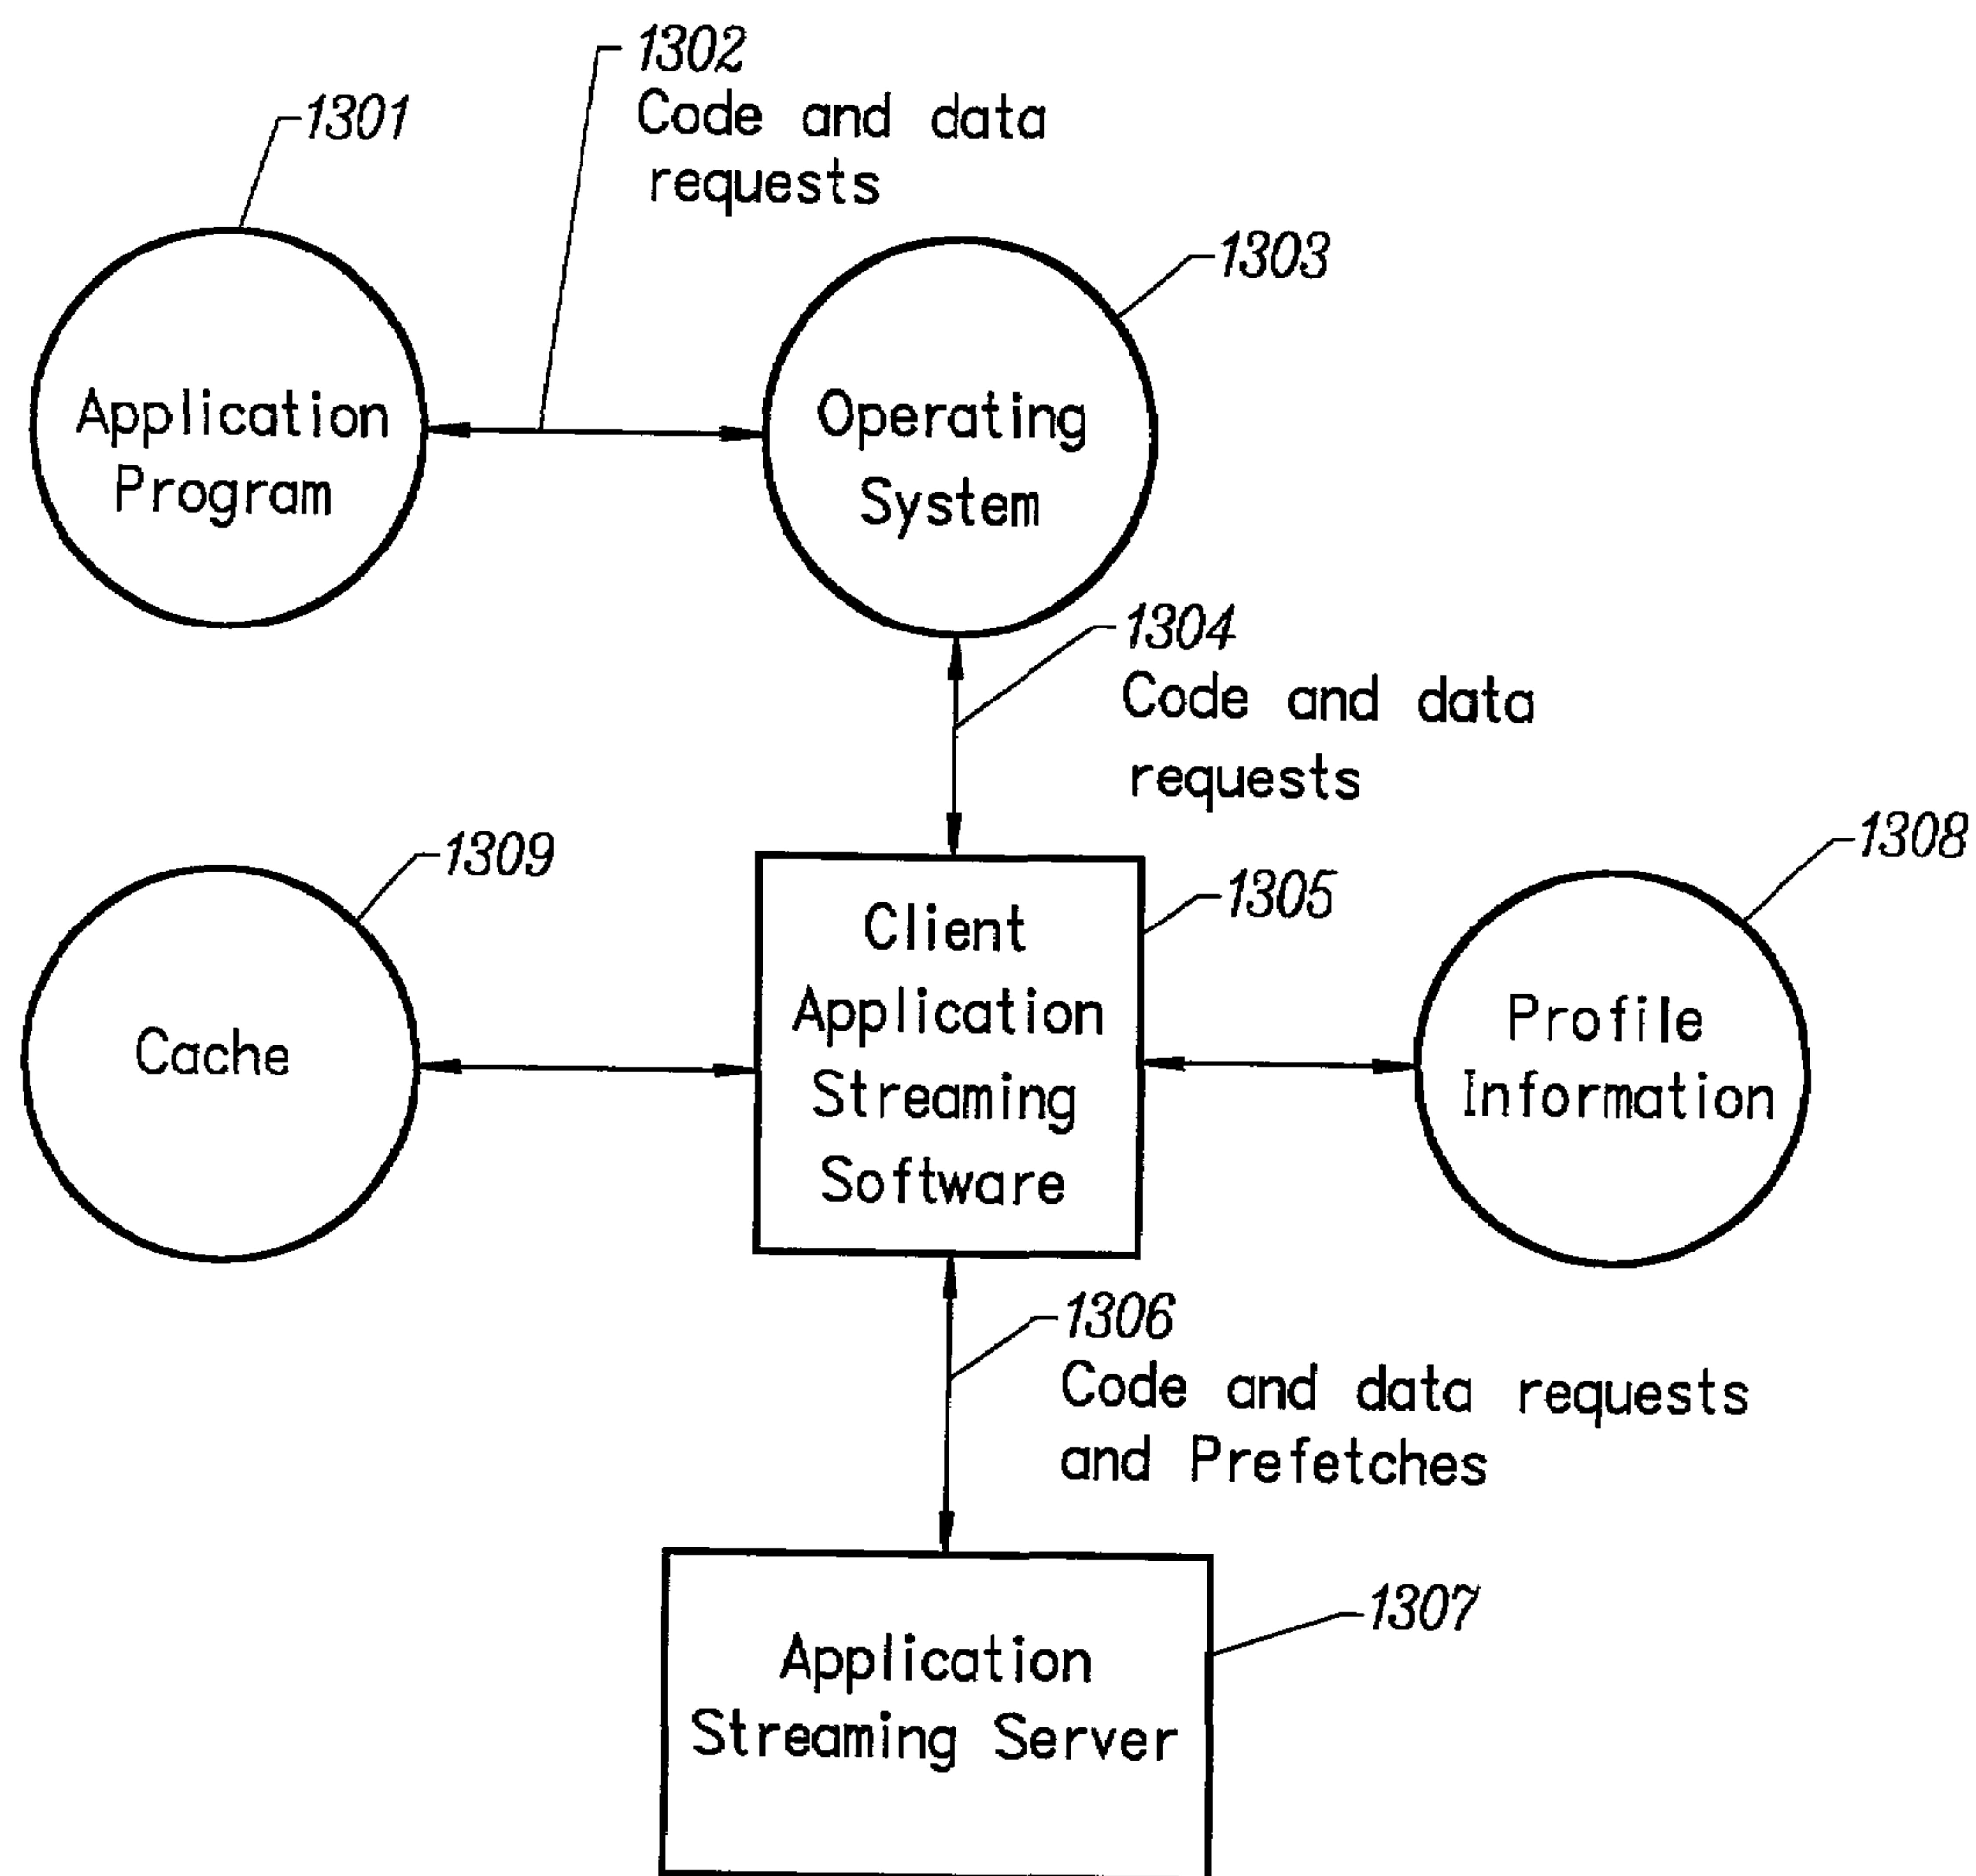 1302
Code and data
requests
1301
1303
Application
Program
Operating
System
1304
Code and data
requests
1309
1308
1305
Client
Application
Streaming
Software
Cache
Profile
Information
1306
Code and data requests
and Prefetches
1307
Application
Streaming Server